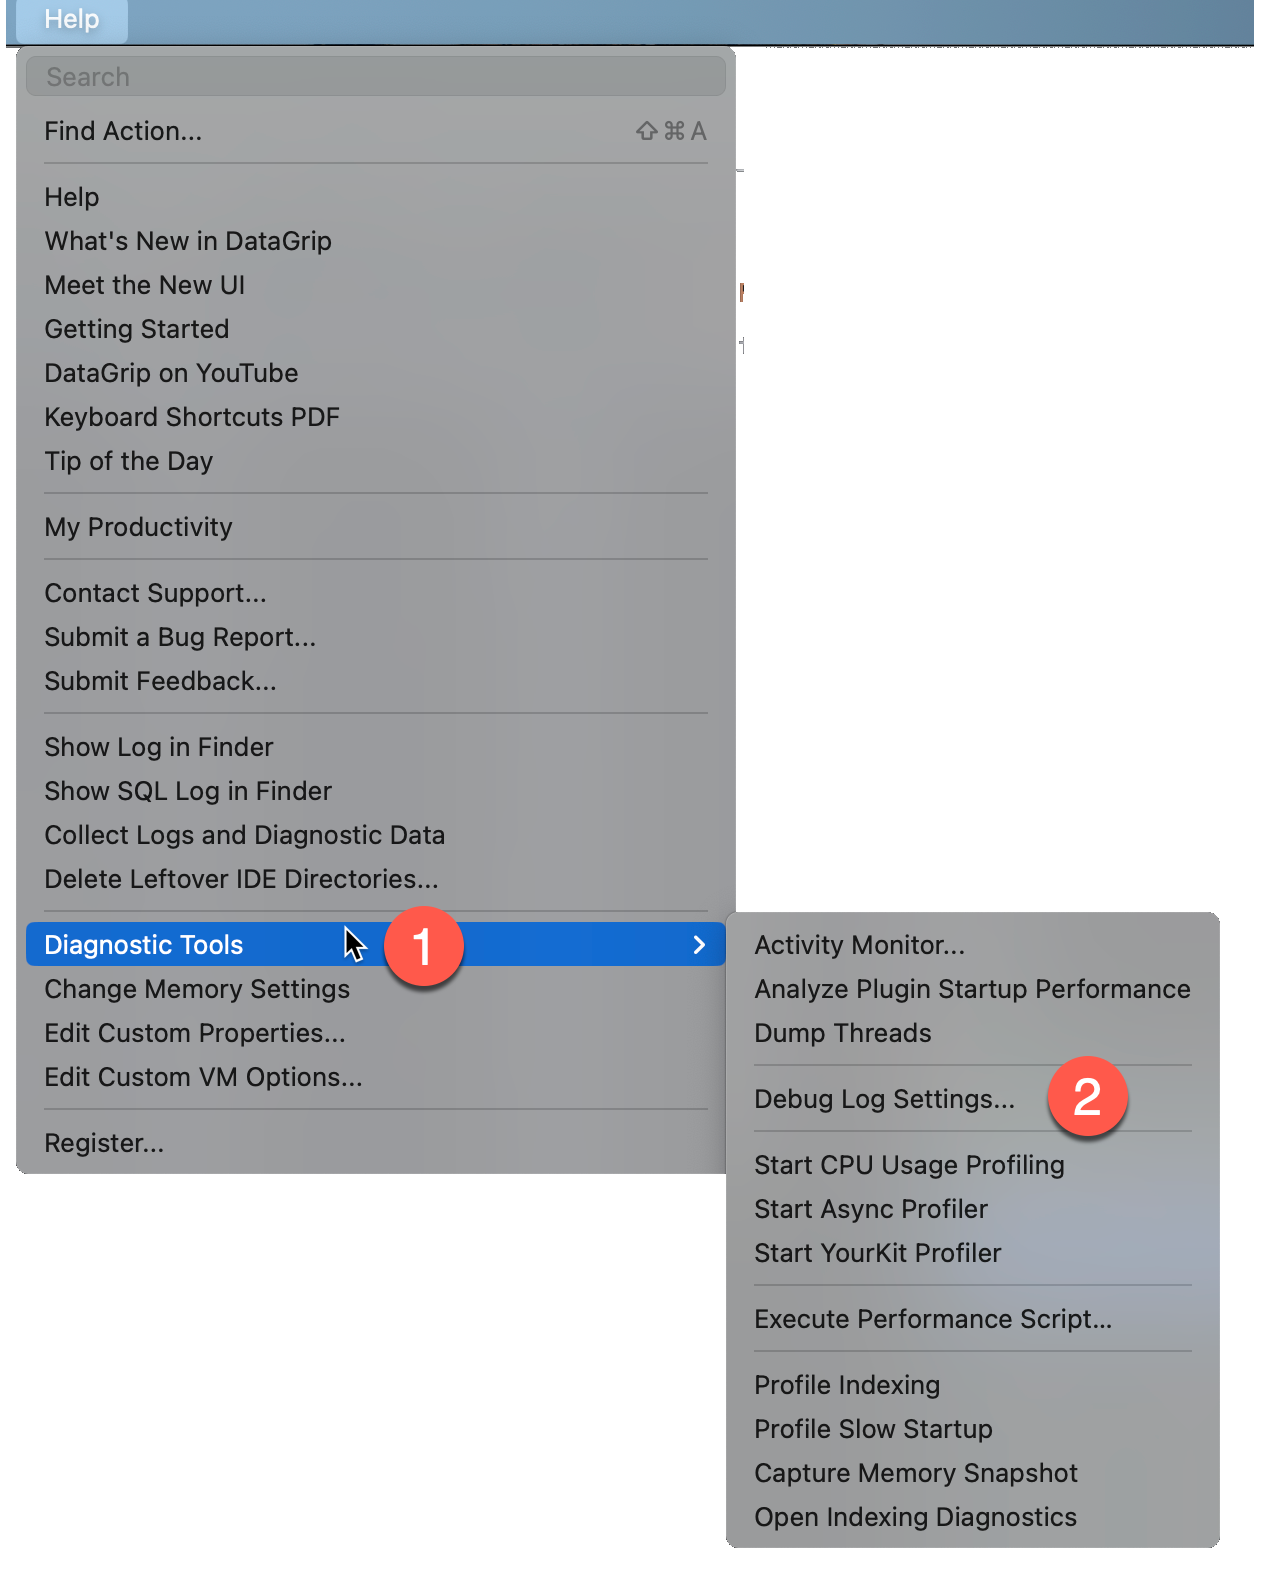 Help
Search
Find Action...
⇧⌘A
Help
What's New in DataGrip
Meet the New UI
Getting Started
DataGrip on YouTube
Keyboard Shortcuts PDF
Tip of the Day
My Productivity
Contact Support...
Submit a Bug Report...
Submit Feedback...
Show Log in Finder
Show SQL Log in Finder
Collect Logs and Diagnostic Data
Delete Leftover IDE Directories...
Diagnostic Tools
1
Change Memory Settings
Edit Custom Properties...
Edit Custom VM Options...
Register...
Activity Monitor...
Analyze Plugin Startup Performance
Dump Threads
Debug Log Settings...
2
Start CPU Usage Profiling
Start Async Profiler
Start YourKit Profiler
Execute Performance Script...
Profile Indexing
Profile Slow Startup
Capture Memory Snapshot
Open Indexing Diagnostics